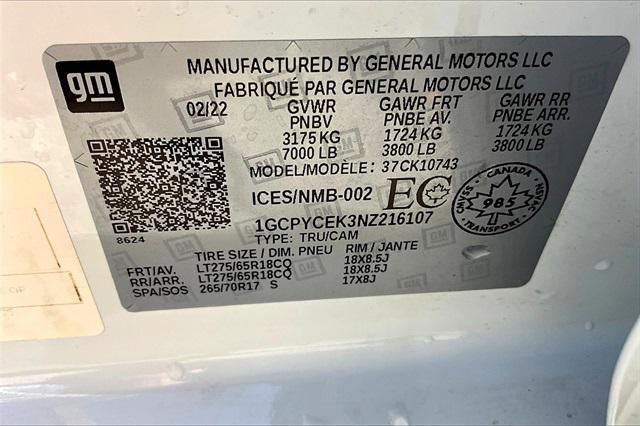 gm
MANUFACTURED BY GENERAL MOTORS LLC
FABRIQUÉ PAR GENERAL MOTORS LLC
02/22 GVWR GAWR FRT GAWR RR
PNBV PNBE AV. PNBE ARR.
3175 KG 1724 KG 1724 KG
7000 LB 3800 LB 3800 LB
MODEL/MODÈLE: 37CK10743
ICES/NMB-002 EC
CANADA
985
TRANSPORT
1GCPYCEK3NZ216107
8624 TYPE: TRU/CAM
TIRE SIZE / DIM. PNEU RIM / JANTE
FRT/AV. LT275/65R18CQ 18X8.5J
RR/ARR. LT275/65R18CQ 18X8.5J
SPA/SOS 265/70R17 S 17X8J